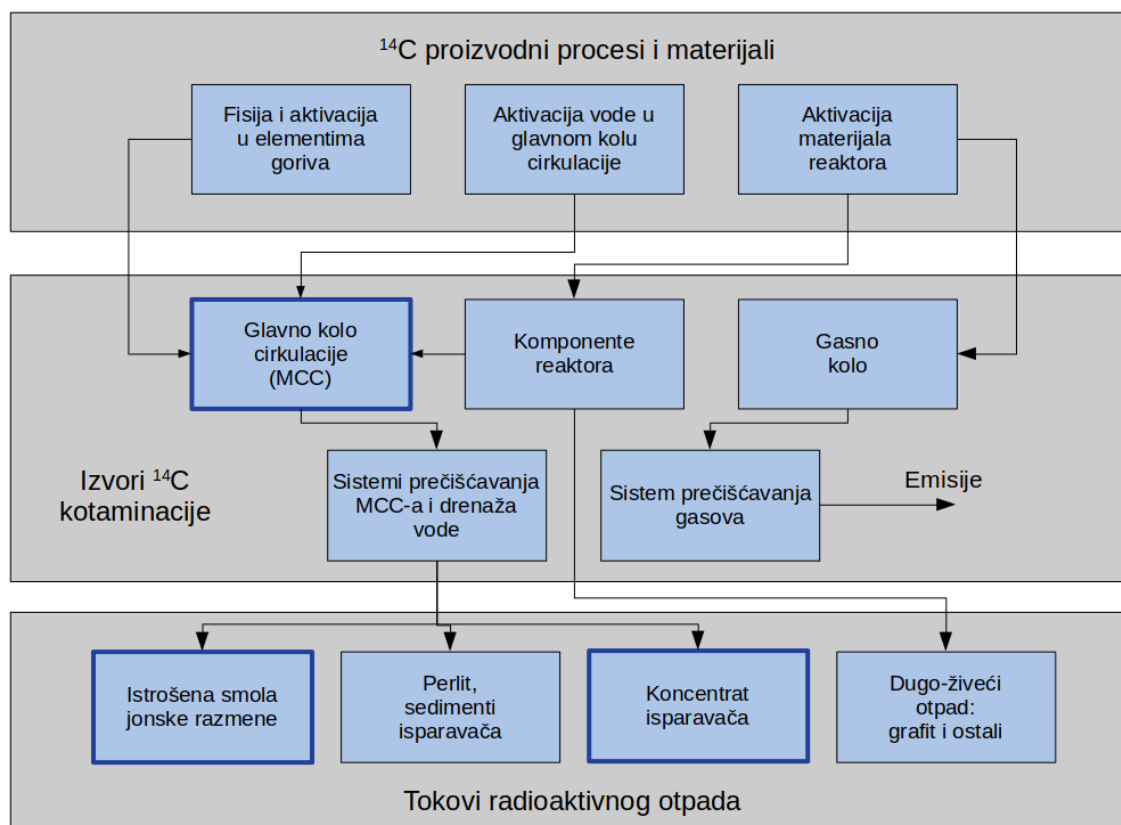 ¹⁴C proizvodni procesi i materijali
Fisija i aktivacija
u elementima
goriva
Aktivacija vode u
glavnom kolu
cirkulacije
Aktivacija
materijala
reaktora
Glavno kolo
cirkulacije
(MCC)
Komponente
reaktora
Gasno
kolo
Izvori ¹⁴C
kotaminacije
Sistemi prečišćavanja
MCC-a i drenaža
vode
Sistem prečišćavanja
gasova
Emisije
Istrošena smola
jonske razmene
Perlit,
sedimenti
isparavača
Koncentrat
isparavača
Dugo-živeći
otpad:
grafit i ostali
Tokovi radioaktivnog otpada